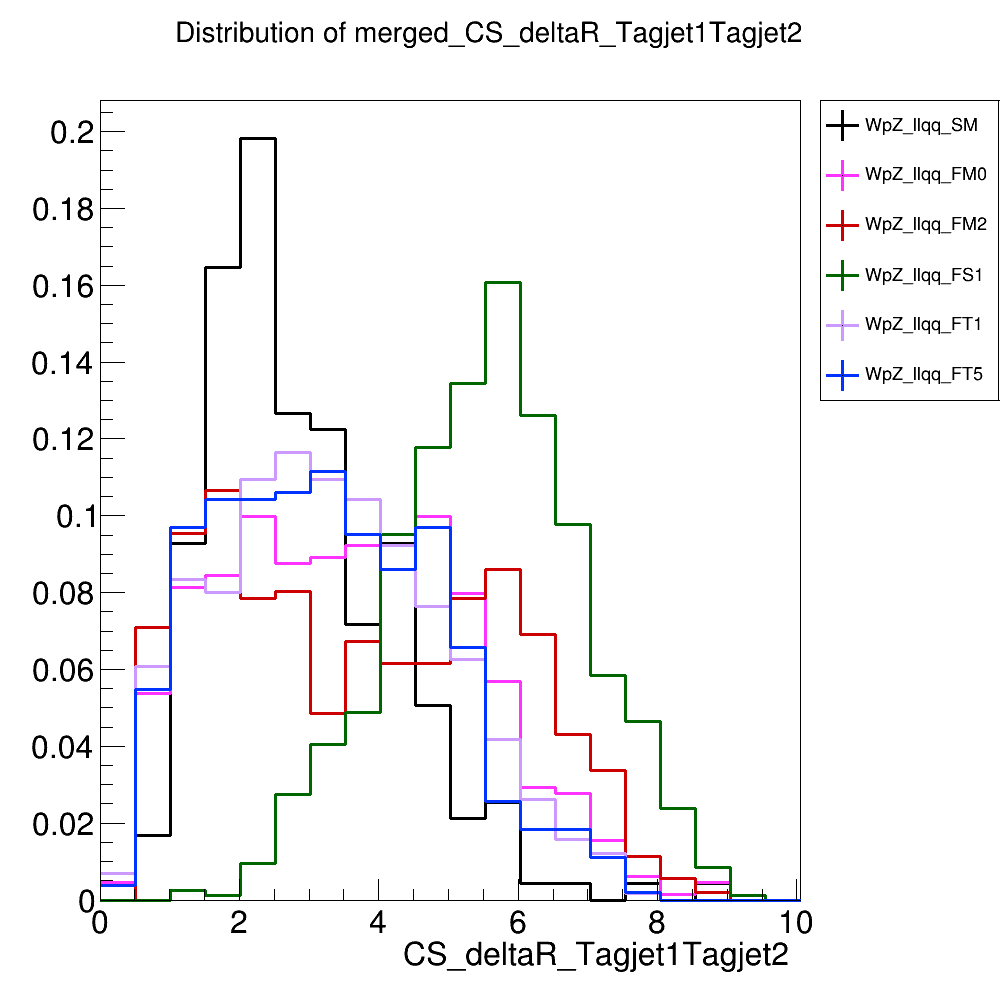 Distribution of merged_CS_deltaR_Tagjet1Tagjet2
0.2
0.18
0.16
0.14
0.12
0.1
0.08
0.06
0.04
0.02
0
0 2 4 6 8 10
CS_deltaR_Tagjet1Tagjet2
WpZ_llqq_SM
WpZ_llqq_FM0
WpZ_llqq_FM2
WpZ_llqq_FS1
WpZ_llqq_FT1
WpZ_llqq_FT5